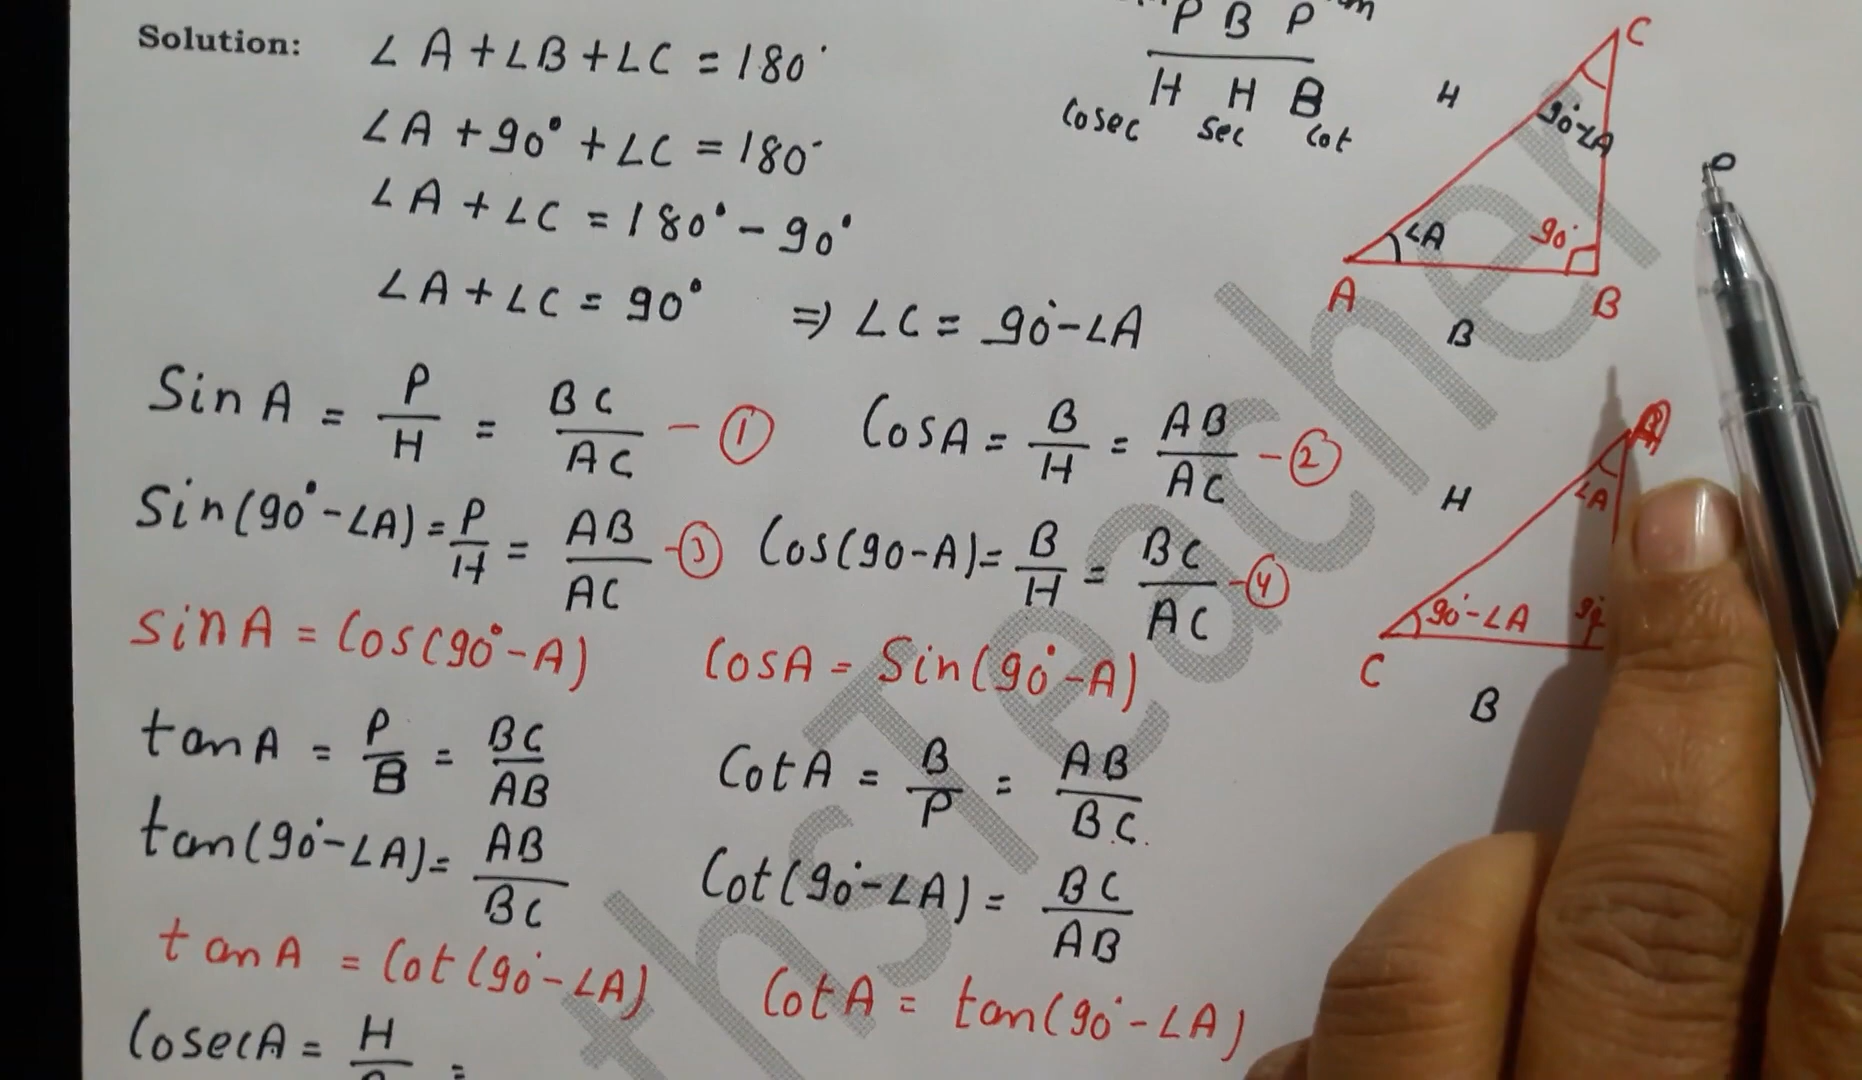 Solution: ∠A+∠B+∠C = 180°
∠A + 90° + ∠C = 180°
∠A + ∠C = 180° - 90°
∠A + ∠C = 90° ⇒ ∠C = 90°-∠A
P B P
H H B
Cosec Sec Cot
C
H
90°-∠A
∠A
90°
A
B
B
P
Sin A = P/H = BC/AC - ①
CosA = B/H = AB/AC - ②
Sin(90°-∠A) = P/H = AB/AC - ③
Cos(90-A) = B/H = BC/AC - ④
sinA = Cos(90°-A)
CosA = Sin(90°-A)
H
∠A
90°-∠A
90°
C
B
tanA = P/B = BC/AB
CotA = B/P = AB/BC
tan(90°-∠A) = AB/BC
Cot(90°-∠A) = BC/AB
tanA = Cot(90°-∠A)
CotA = tan(90°-∠A)
CosecA = H
=
thsTeacher